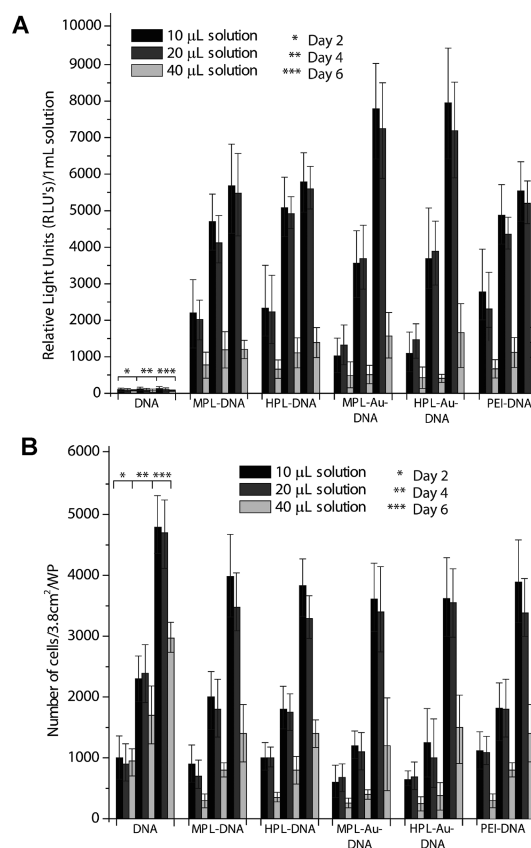 A
10 μL solution * Day 2
20 μL solution ** Day 4
40 μL solution *** Day 6
Relative Light Units (RLU's)/1mL solution
10000
9000
8000
7000
6000
5000
4000
3000
2000
1000
0
* ** ***
DNA MPL-DNA HPL-DNA MPL-Au-DNA HPL-Au-DNA PEI-DNA
B
10 μL solution * Day 2
20 μL solution ** Day 4
40 μL solution *** Day 6
Number of cells/3.8cm²/WP
6000
5000
4000
3000
2000
1000
0
* ** ***
DNA MPL-DNA HPL-DNA MPL-Au-DNA HPL-Au-DNA PEI-DNA